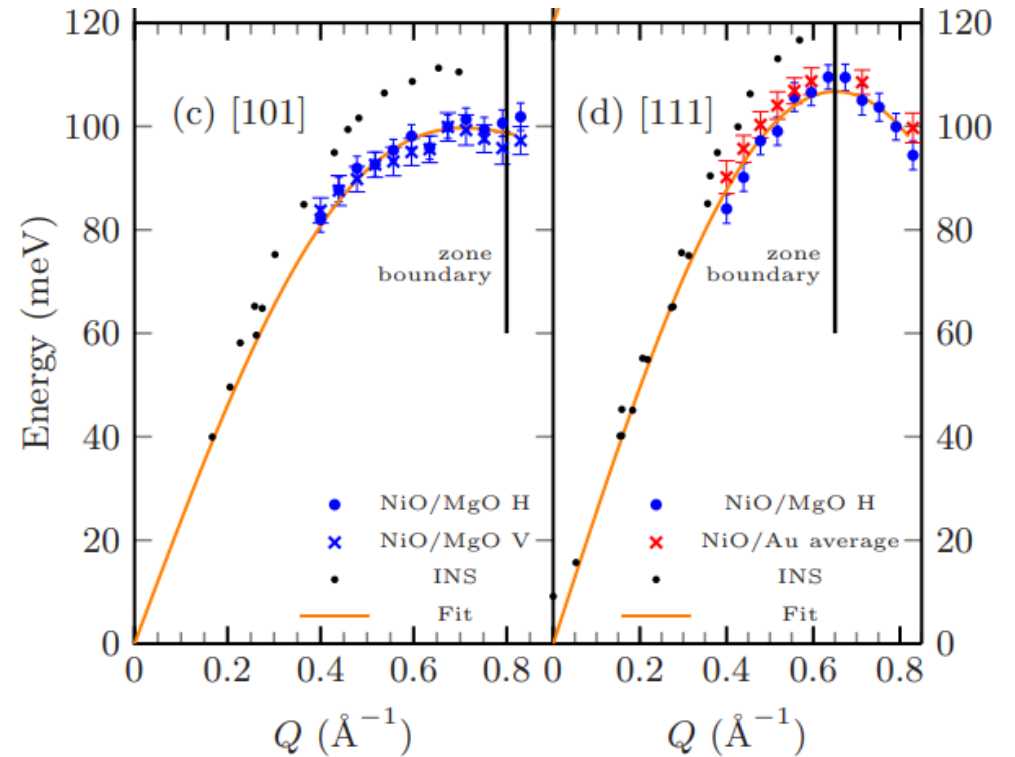 120
100
80
60
40
20
0
Energy (meV)
(c) [101]
zone
boundary
NiO/MgO H
NiO/MgO V
INS
Fit
0 0.2 0.4 0.6 0.8
Q (Å⁻¹)
(d) [111]
zone
boundary
NiO/MgO H
NiO/Au average
INS
Fit
0 0.2 0.4 0.6 0.8
Q (Å⁻¹)
120
100
80
60
40
20
0